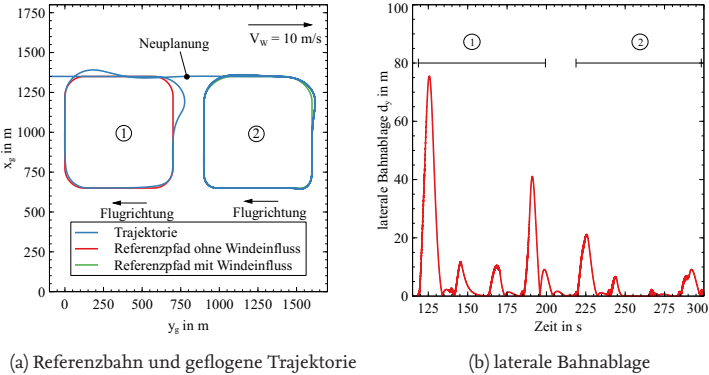 1750
1500
1250
1000
750
500
250
0
x_g in m
0 250 500 750 1000 1250 1500
y_g in m
Neuplanung
V_W = 10 m/s
1
2
Flugrichtung
Flugrichtung
Trajektorie
Referenzpfad ohne Windeinfluss
Referenzpfad mit Windeinfluss
(a) Referenzbahn und geflogene Trajektorie
100
80
60
40
20
0
laterale Bahnablage d_y in m
1
2
125 150 175 200 225 250 275 300
Zeit in s
(b) laterale Bahnablage